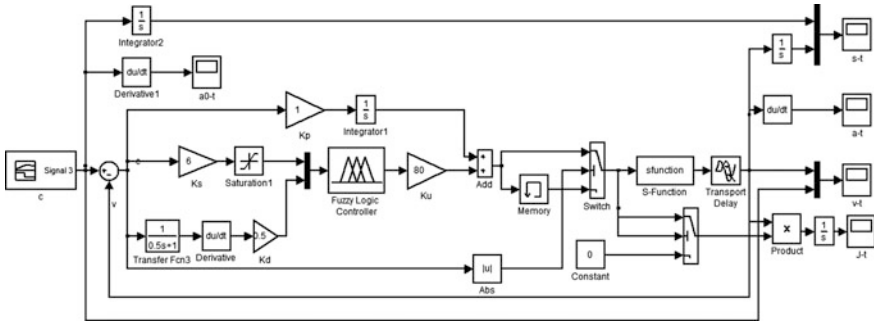 1
s
Integrator2
s-t
du/dt
Derivative1
a0-t
1
s
du/dt
a-t
1
Kp
1
s
Integrator1
Signal 3
c
+
-
e
v
6
Ks
Saturation1
Fuzzy Logic
Controller
80
Ku
+
+
Add
Memory
Switch
sfunction
S-Function
Transport
Delay
v-t
1
0.5s+1
Transfer Fcn3
du/dt
Derivative
0.5
Kd
|u|
Abs
0
Constant
x
Product
1
s
J-t